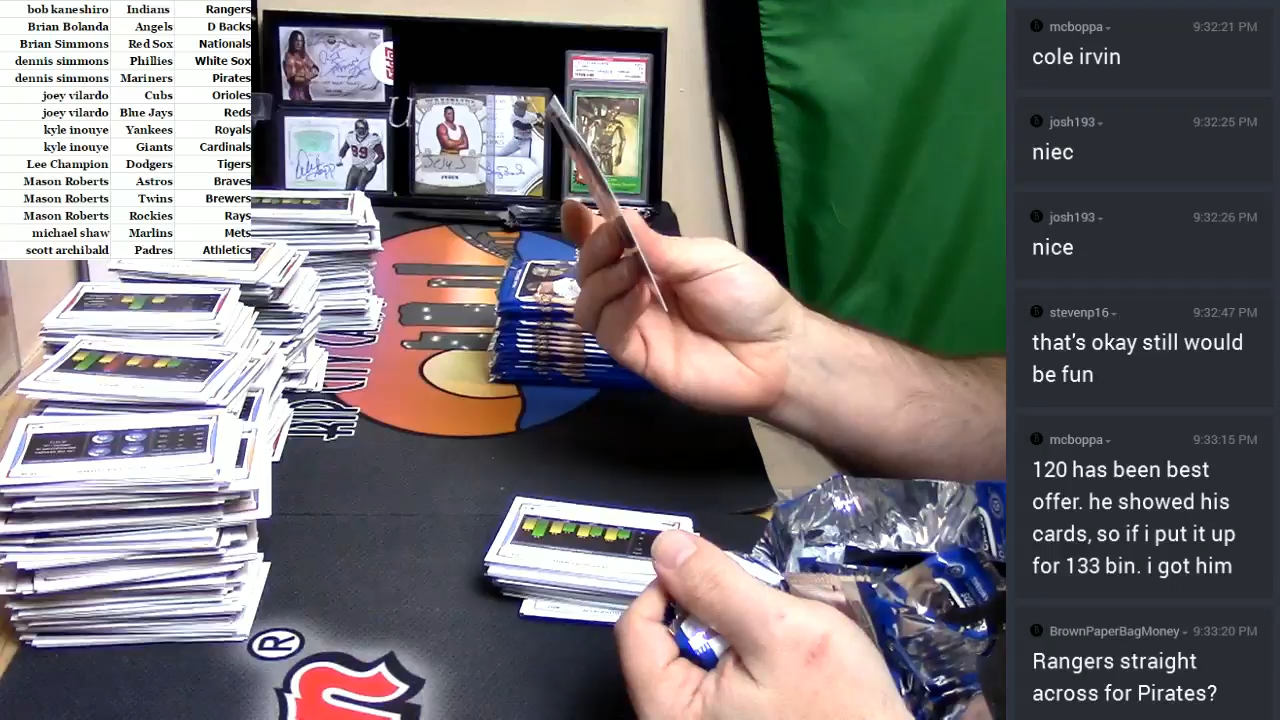 bob kaneshiro Indians Rangers
Brian Bolanda Angels D Backs
Brian Simmons Red Sox Nationals
dennis simmons Phillies White Sox
dennis simmons Mariners Pirates
joey vilardo Cubs Orioles
joey vilardo Blue Jays Reds
kyle inouye Yankees Royals
kyle inouye Giants Cardinals
Lee Champion Dodgers Tigers
Mason Roberts Astros Braves
Mason Roberts Twins Brewers
Mason Roberts Rockies Rays
michael shaw Marlins Mets
scott archibald Padres Athletics
®
mcboppa 9:32:21 PM
cole irvin
josh193 9:32:25 PM
niec
josh193 9:32:26 PM
nice
stevenp16 9:32:47 PM
that's okay still would
be fun
mcboppa 9:33:15 PM
120 has been best
offer. he showed his
cards, so if i put it up
for 133 bin. i got him
BrownPaperBagMoney 9:33:20 PM
Rangers straight
across for Pirates?